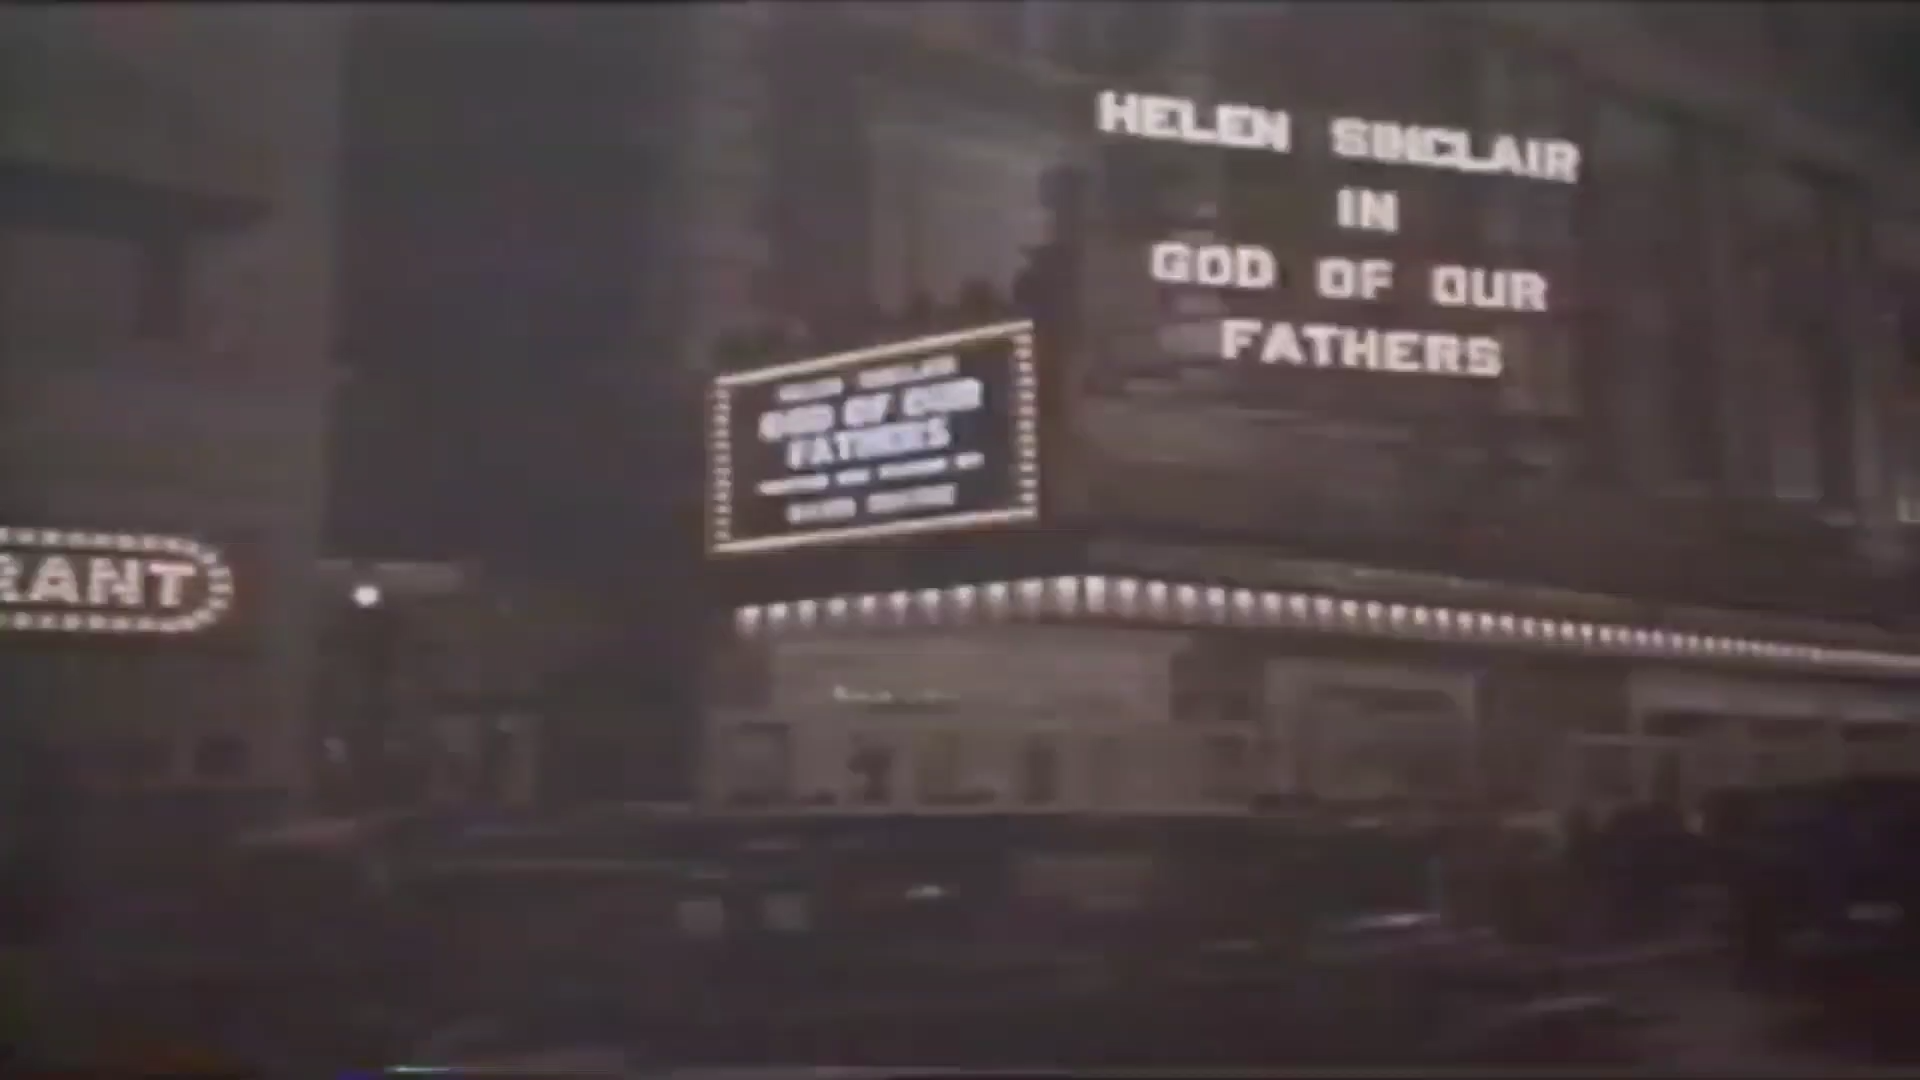 HELEN SINCLAIR
IN
GOD OF OUR
FATHERS
GOD OF OUR
FATHERS
RANT